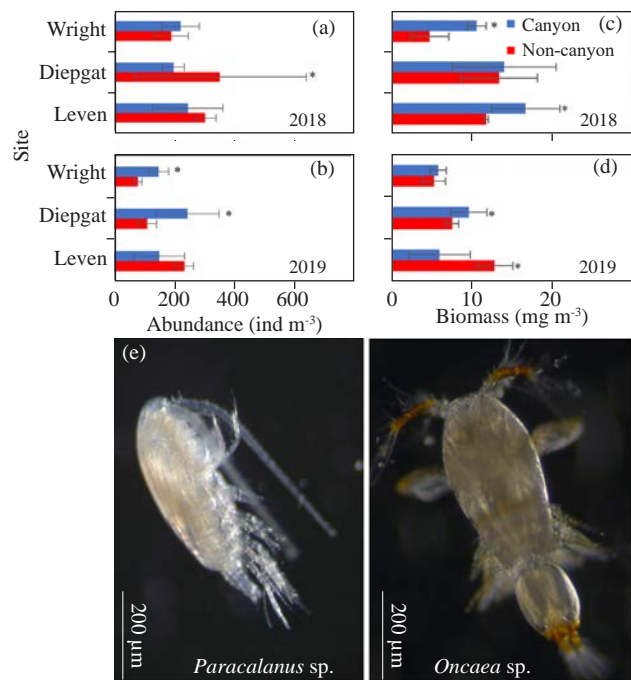 (a)
Wright
Diepgat *
Leven
2018
(c)
Canyon
Non-canyon
*
*
2018
Site
(b)
Wright *
Diepgat *
Leven
2019
0 200 400 600
Abundance (ind m⁻³)
(d)
*
*
2019
0 10 20
Biomass (mg m⁻³)
(e)
200 µm
Paracalanus sp.
200 µm
Oncaea sp.